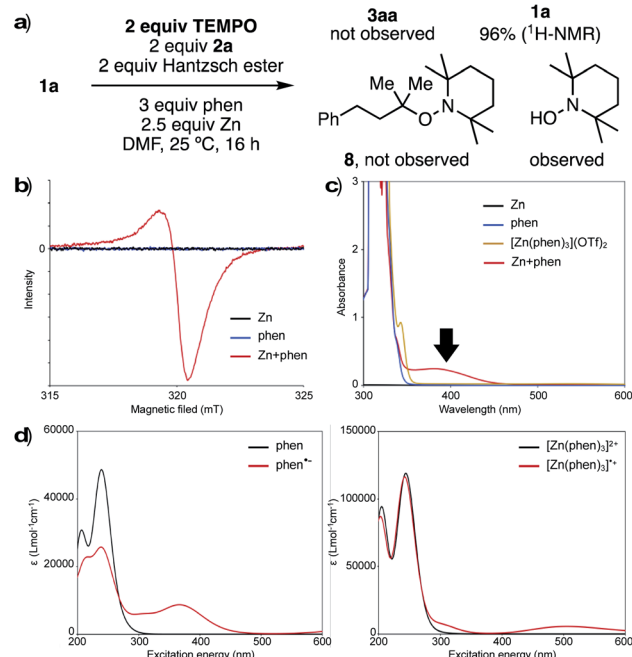 a)
2 equiv TEMPO
2 equiv 2a
2 equiv Hantzsch ester
1a
3 equiv phen
2.5 equiv Zn
DMF, 25 ºC, 16 h
3aa
not observed
1a
96% (¹H-NMR)
Me
Me
Ph
O
N
HO
N
8, not observed
observed
b)
0
Intensity
Zn
phen
Zn+phen
315
320
325
Magnetic filed (mT)
c)
3
2
1
0
Absorbance
Zn
phen
[Zn(phen)₃](OTf)₂
Zn+phen
300
400
500
600
Wavelength (nm)
d)
60000
40000
20000
0
ε (Lmol⁻¹cm⁻¹)
phen
phen•⁻
200
300
400
500
600
Excitation energy (nm)
150000
100000
50000
0
ε (Lmol⁻¹cm⁻¹)
[Zn(phen)₃]²⁺
[Zn(phen)₃]•⁺
200
300
400
500
600
Excitation energy (nm)